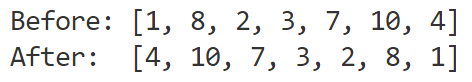 Before: [1, 8, 2, 3, 7, 10, 4]
After: [4, 10, 7, 3, 2, 8, 1]